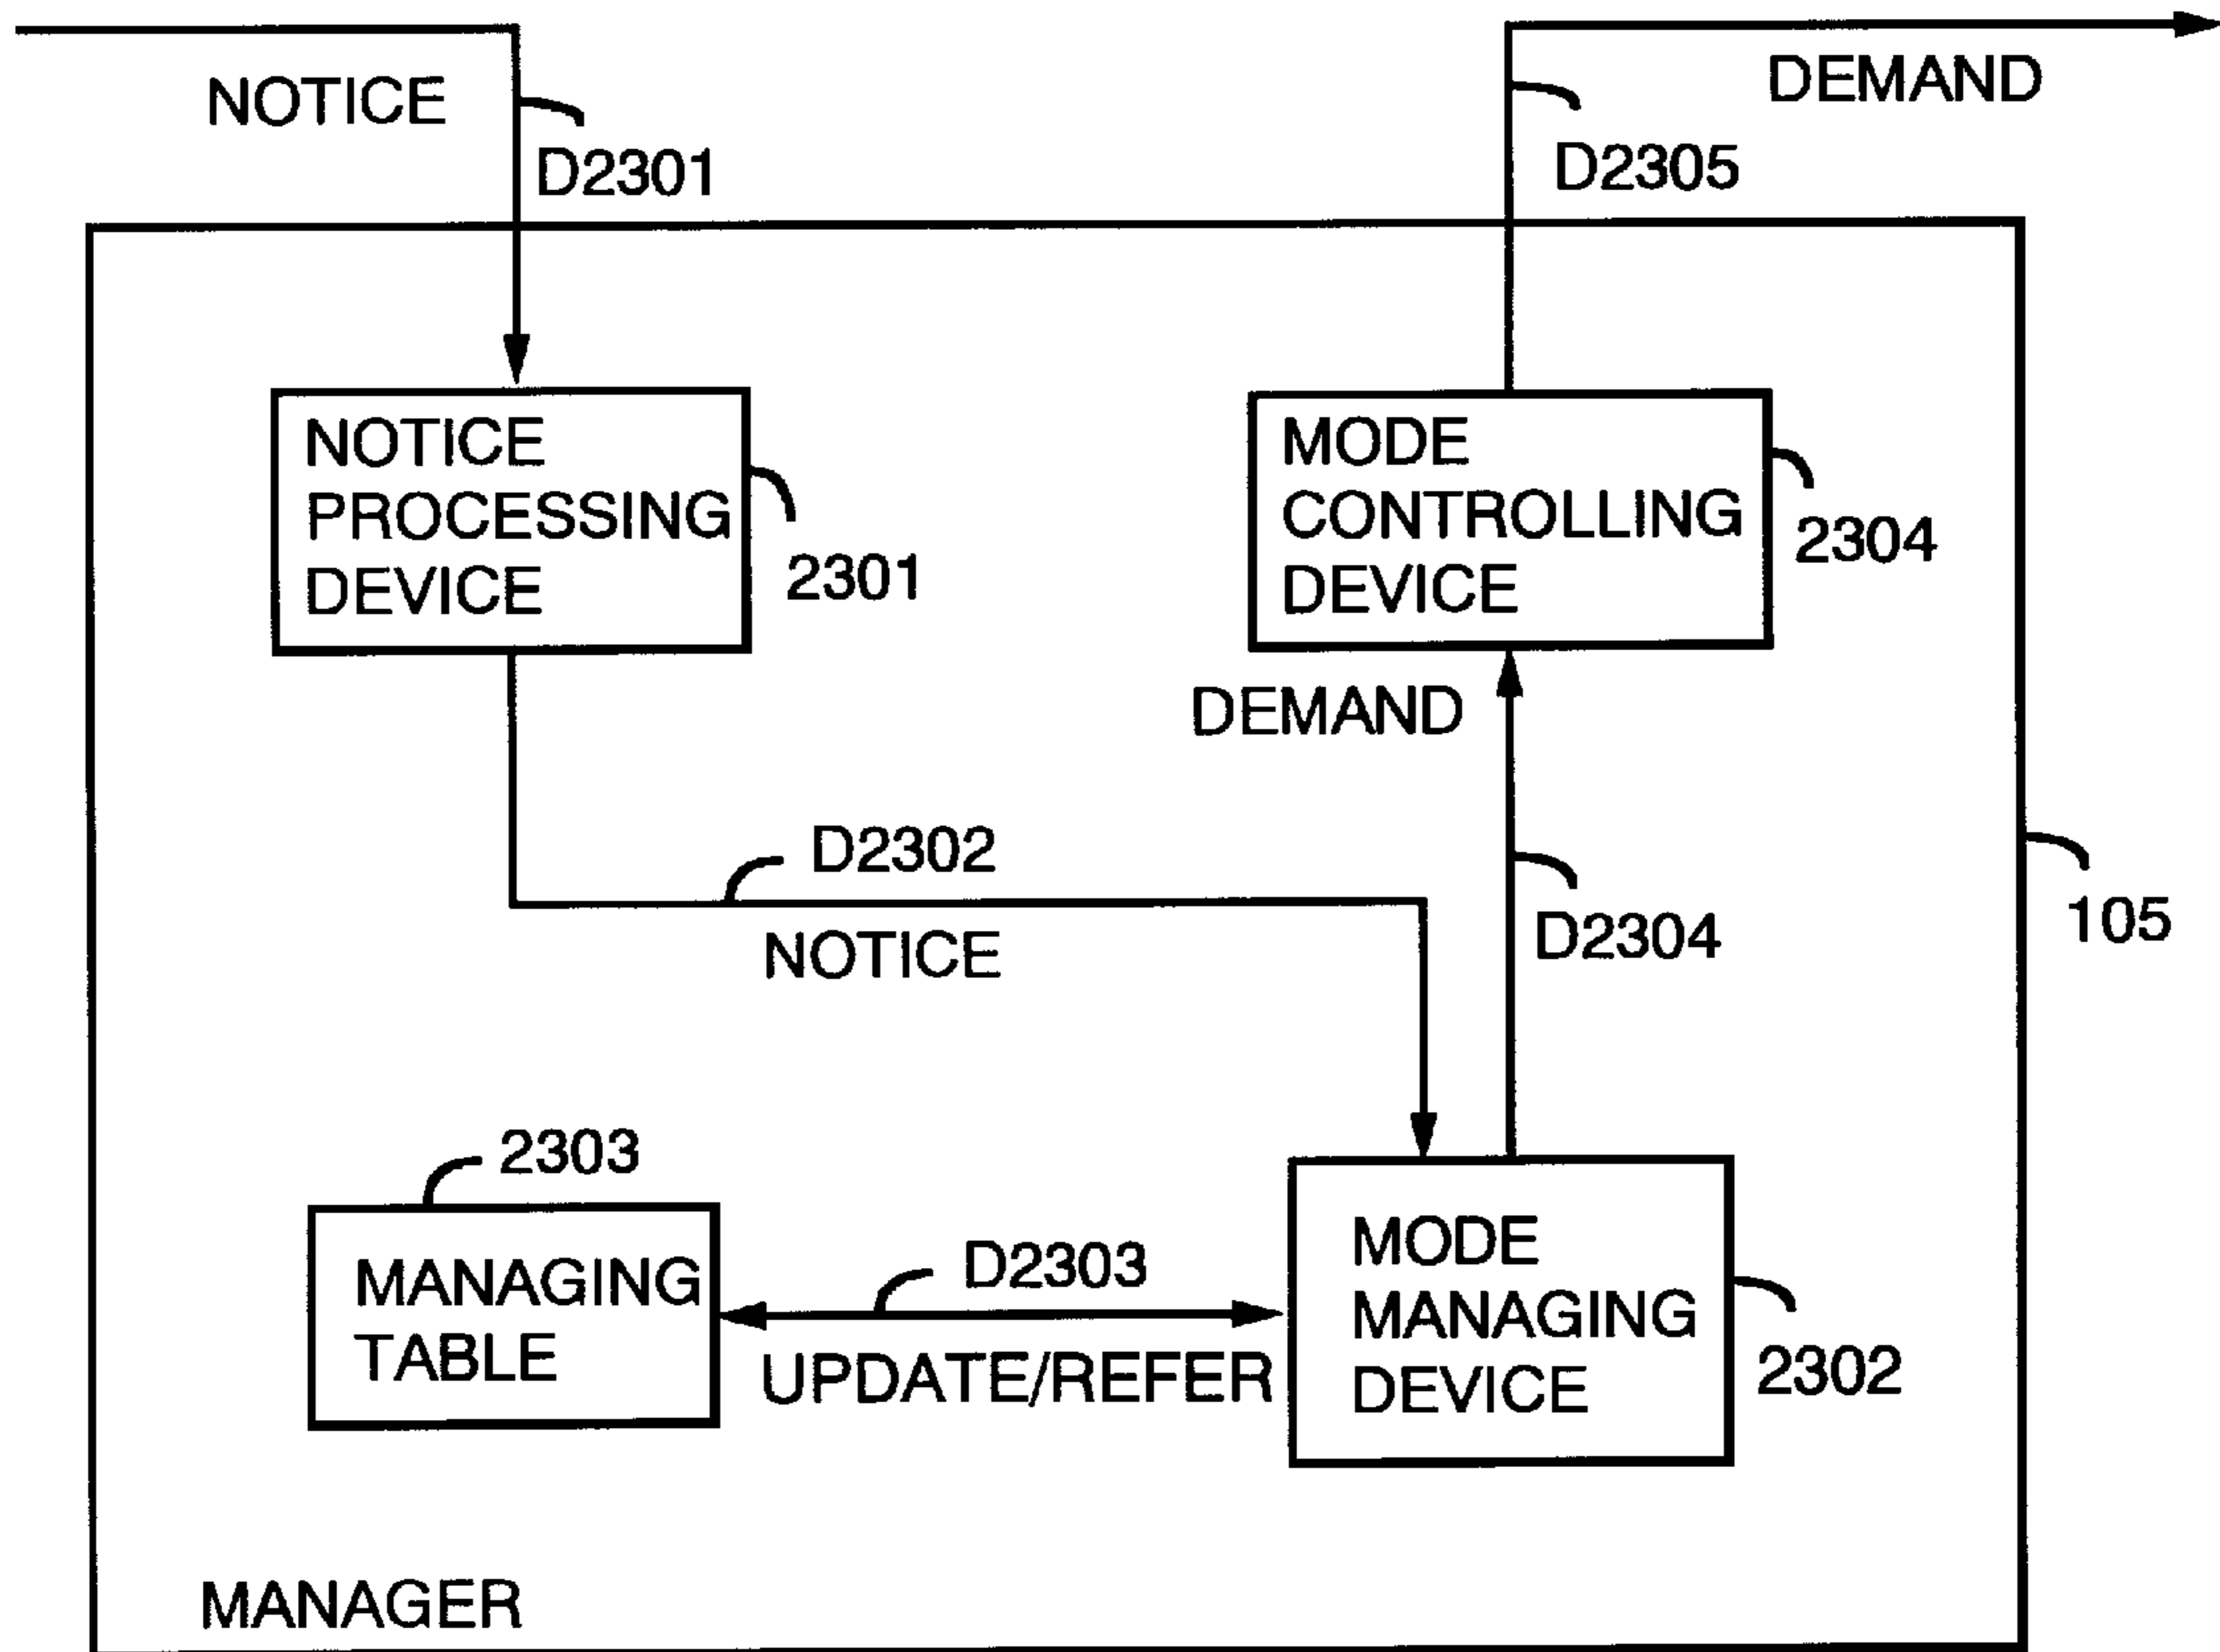 NOTICE
DEMAND
D2301
D2305
NOTICE
PROCESSING
DEVICE
2301
MODE
CONTROLLING
DEVICE
2304
DEMAND
D2302
NOTICE
D2304
105
2303
MANAGING
TABLE
D2303
UPDATE/REFER
MODE
MANAGING
DEVICE
2302
MANAGER